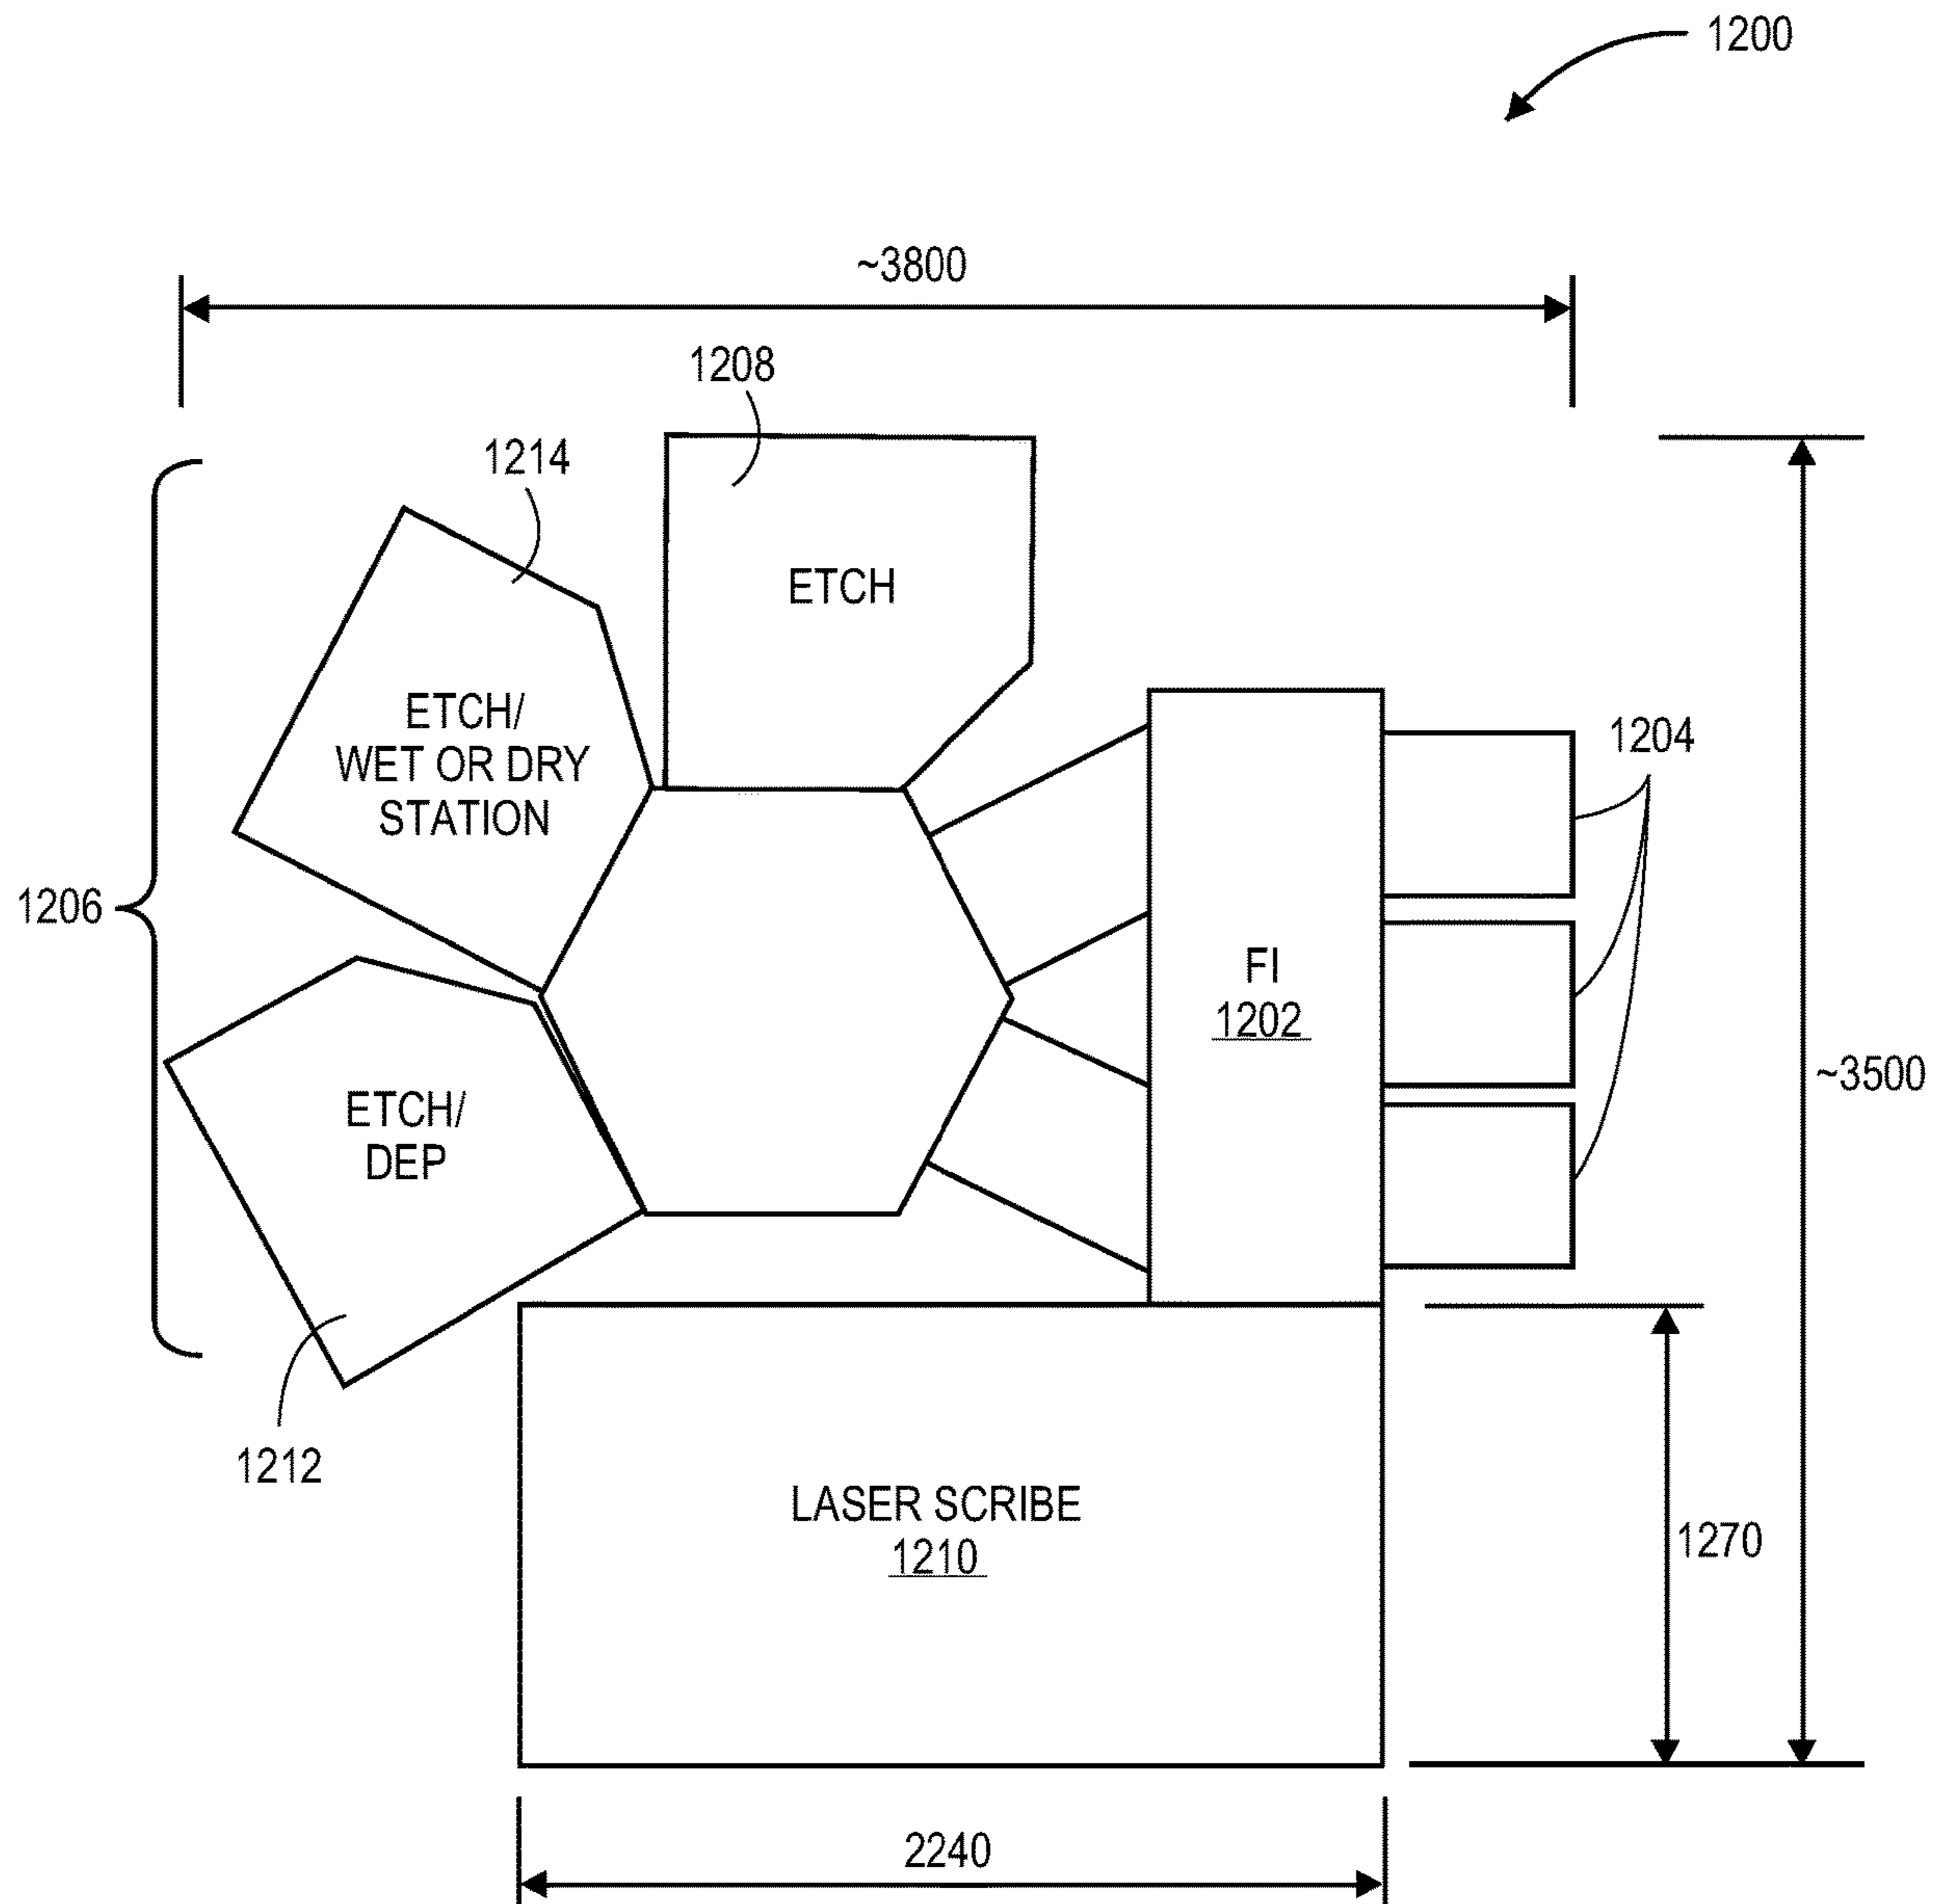 1200
~3800
1208
1214
ETCH
ETCH/
WET OR DRY
STATION
1204
1206
FI
1202
~3500
ETCH/
DEP
1212
LASER SCRIBE
1210
1270
2240